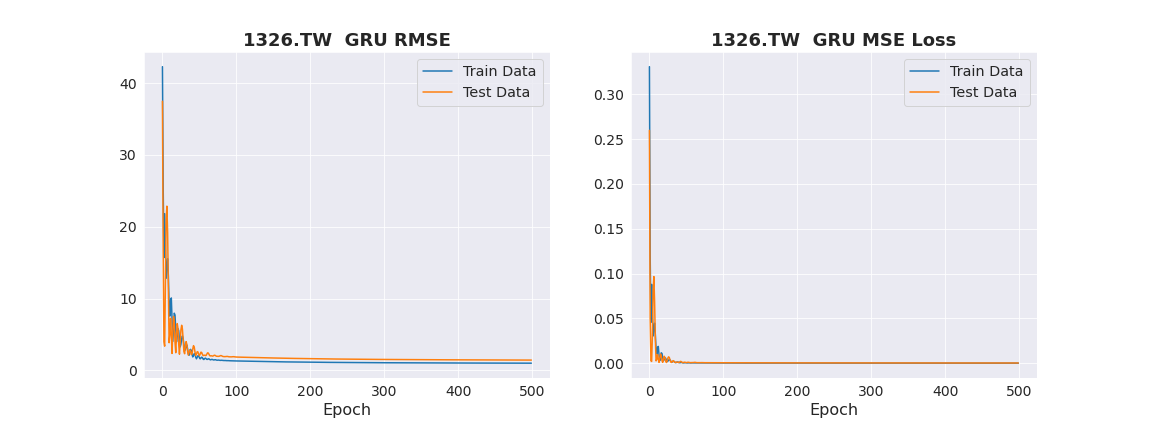 1326.TW  GRU RMSE
Train Data
Test Data
40
30
20
10
0
0 100 200 300 400 500
Epoch
1326.TW  GRU MSE Loss
Train Data
Test Data
0.30
0.25
0.20
0.15
0.10
0.05
0.00
0 100 200 300 400 500
Epoch